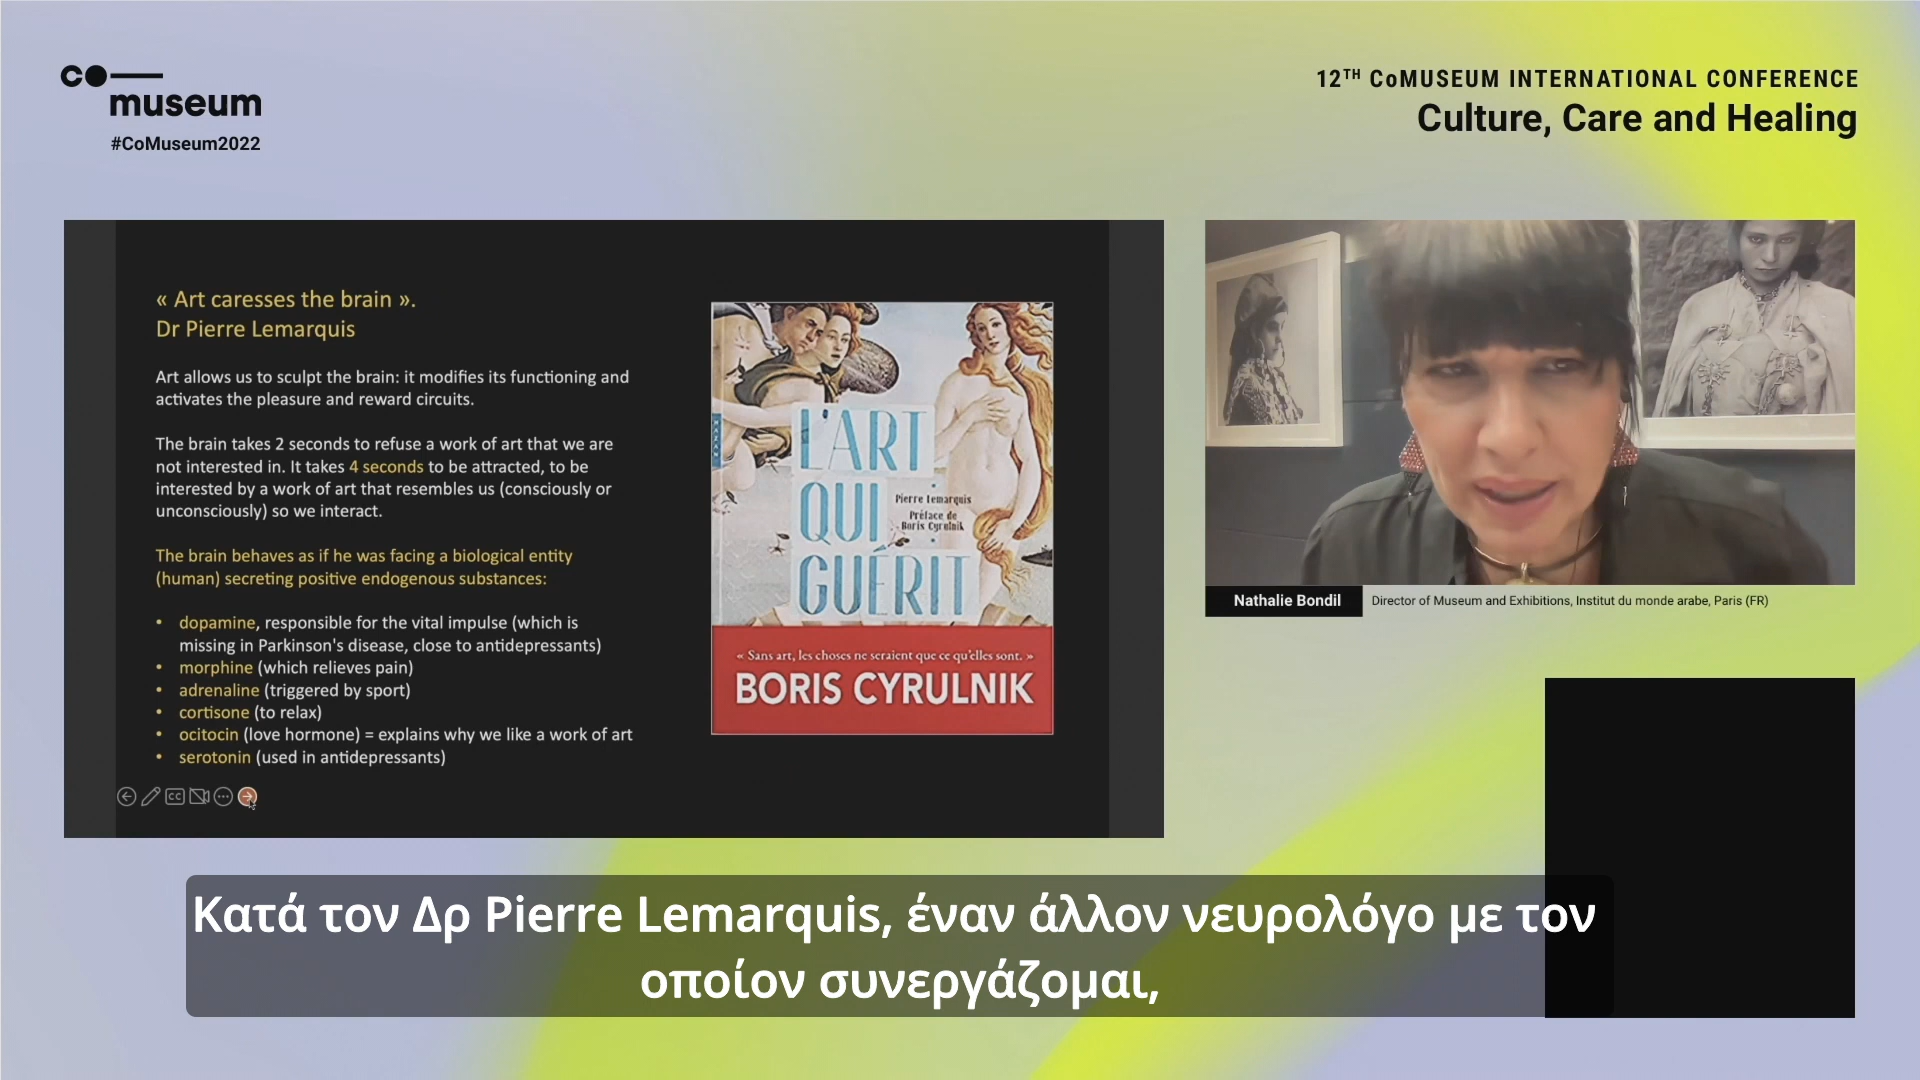 co
museum
#CoMuseum2022
12TH CoMUSEUM INTERNATIONAL CONFERENCE
Culture, Care and Healing
« Art caresses the brain ».
Dr Pierre Lemarquis
Art allows us to sculpt the brain: it modifies its functioning and
activates the pleasure and reward circuits.
The brain takes 2 seconds to refuse a work of art that we are
not interested in. It takes 4 seconds to be attracted, to be
interested by a work of art that resembles us (consciously or
unconsciously) so we interact.
The brain behaves as if he was facing a biological entity
(human) secreting positive endogenous substances:
• dopamine, responsible for the vital impulse (which is
missing in Parkinson's disease, close to antidepressants)
• morphine (which relieves pain)
• adrenaline (triggered by sport)
• cortisone (to relax)
• ocitocin (love hormone) = explains why we like a work of art
• serotonin (used in antidepressants)
CC
HAZAN
L'ART
QUI
GUÉRIT
Pierre Lemarquis
Préface de
Boris Cyrulnik
« Sans art, les choses ne seraient que ce qu'elles sont. »
BORIS CYRULNIK
Nathalie Bondil
Director of Museum and Exhibitions, Institut du monde arabe, Paris (FR)
Κατά τον Δρ Pierre Lemarquis, έναν άλλον νευρολόγο με τον
οποίον συνεργάζομαι,